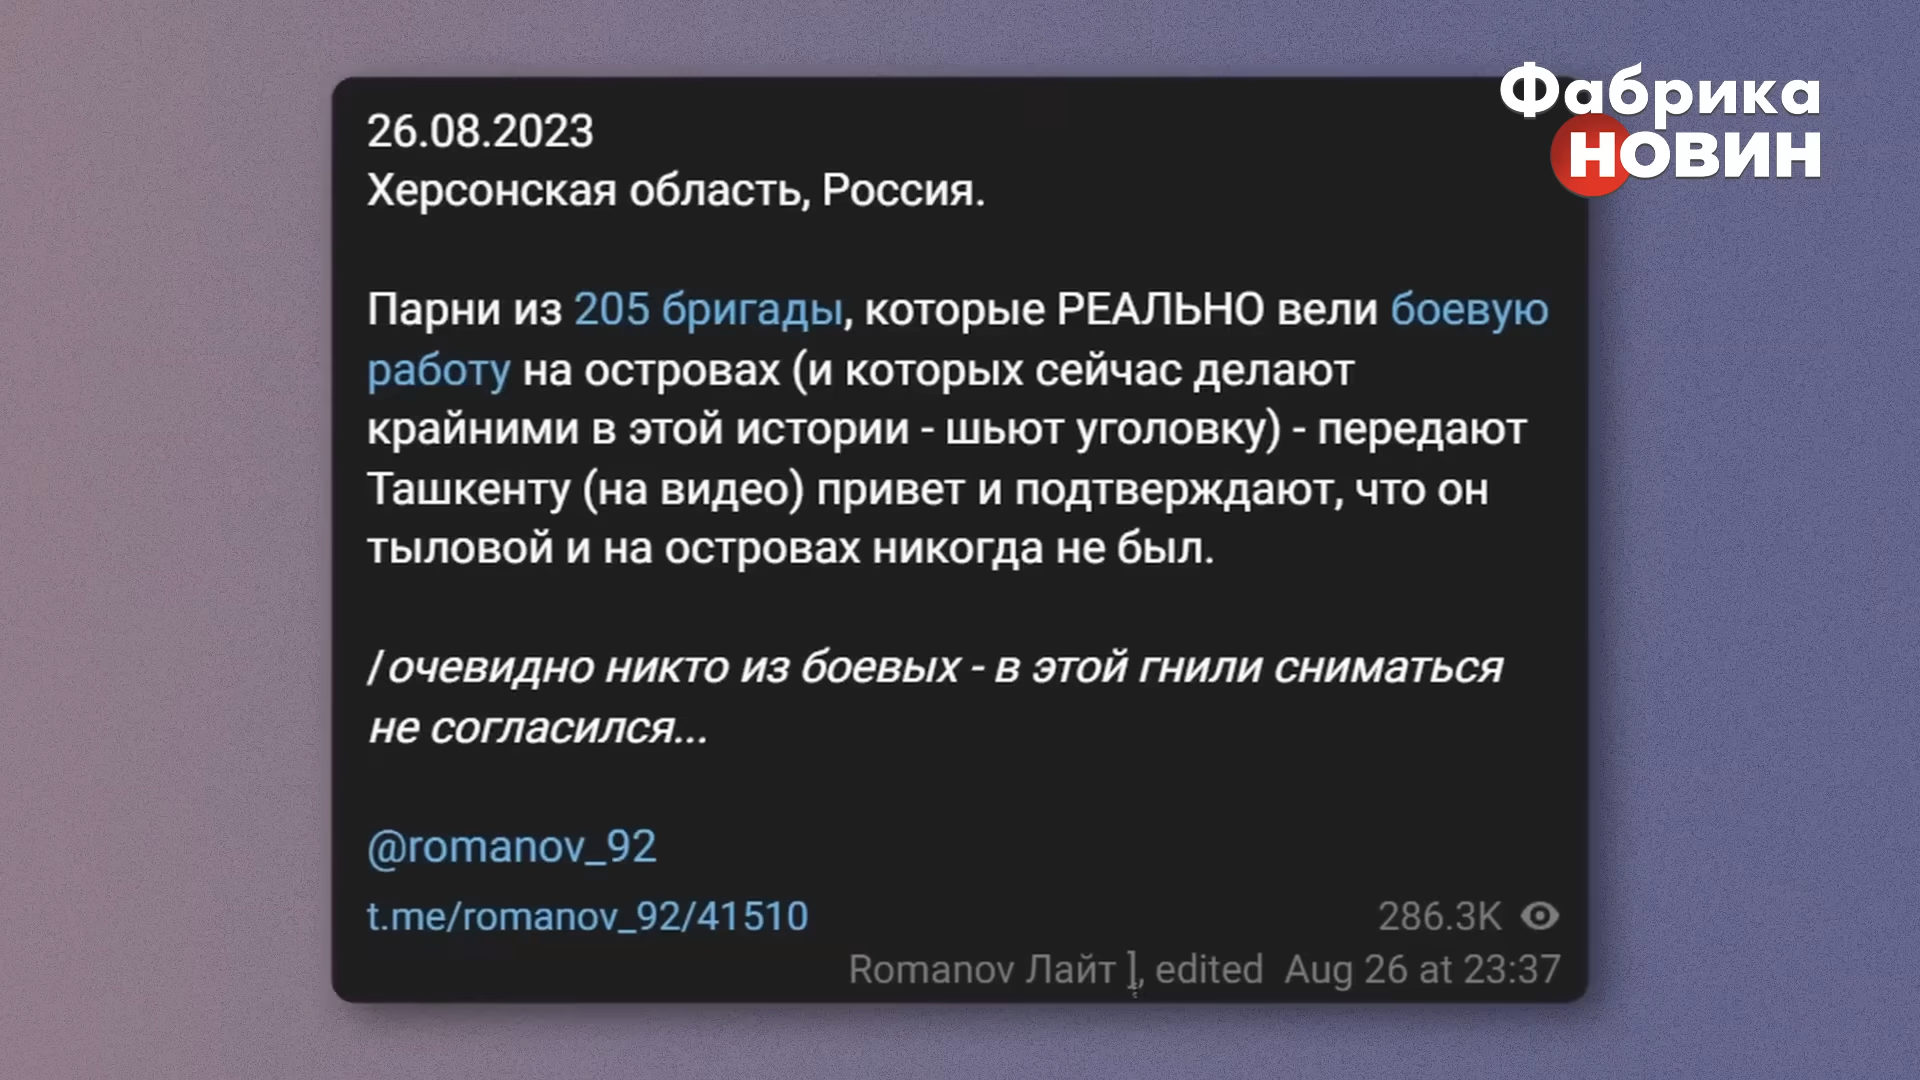 Фабрика
НОВИН
26.08.2023
Херсонская область, Россия.
Парни из 205 бригады, которые РЕАЛЬНО вели боевую
работу на островах (и которых сейчас делают
крайними в этой истории - шьют уголовку) - передают
Ташкенту (на видео) привет и подтверждают, что он
тыловой и на островах никогда не был.
/очевидно никто из боевых - в этой гнили сниматься
не согласился...
@romanov_92
t.me/romanov_92/41510
286.3K
Romanov Лайт ], edited Aug 26 at 23:37